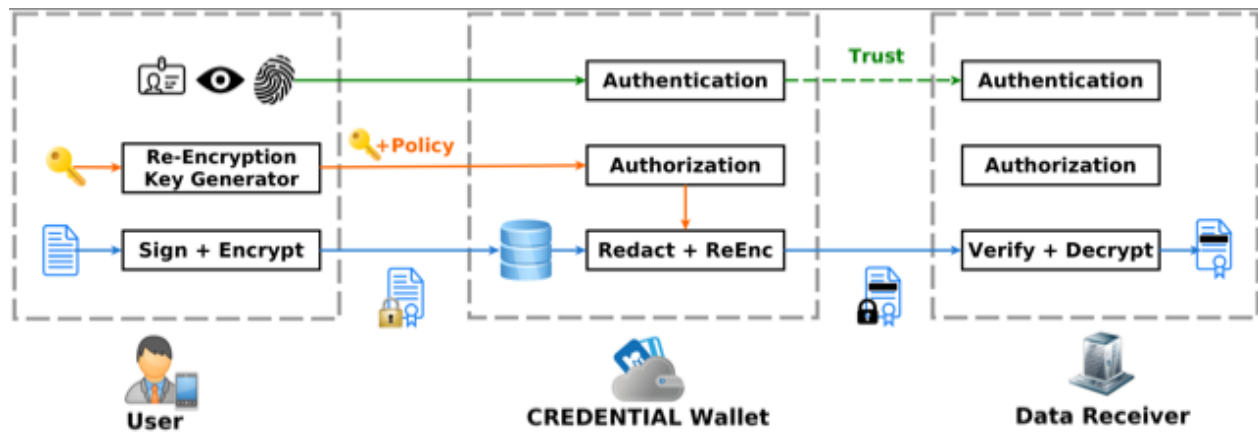 Trust
Authentication
Authentication
Re-Encryption
Key Generator
+Policy
Authorization
Authorization
Sign + Encrypt
Redact + ReEnc
Verify + Decrypt
User
CREDENTIAL Wallet
Data Receiver